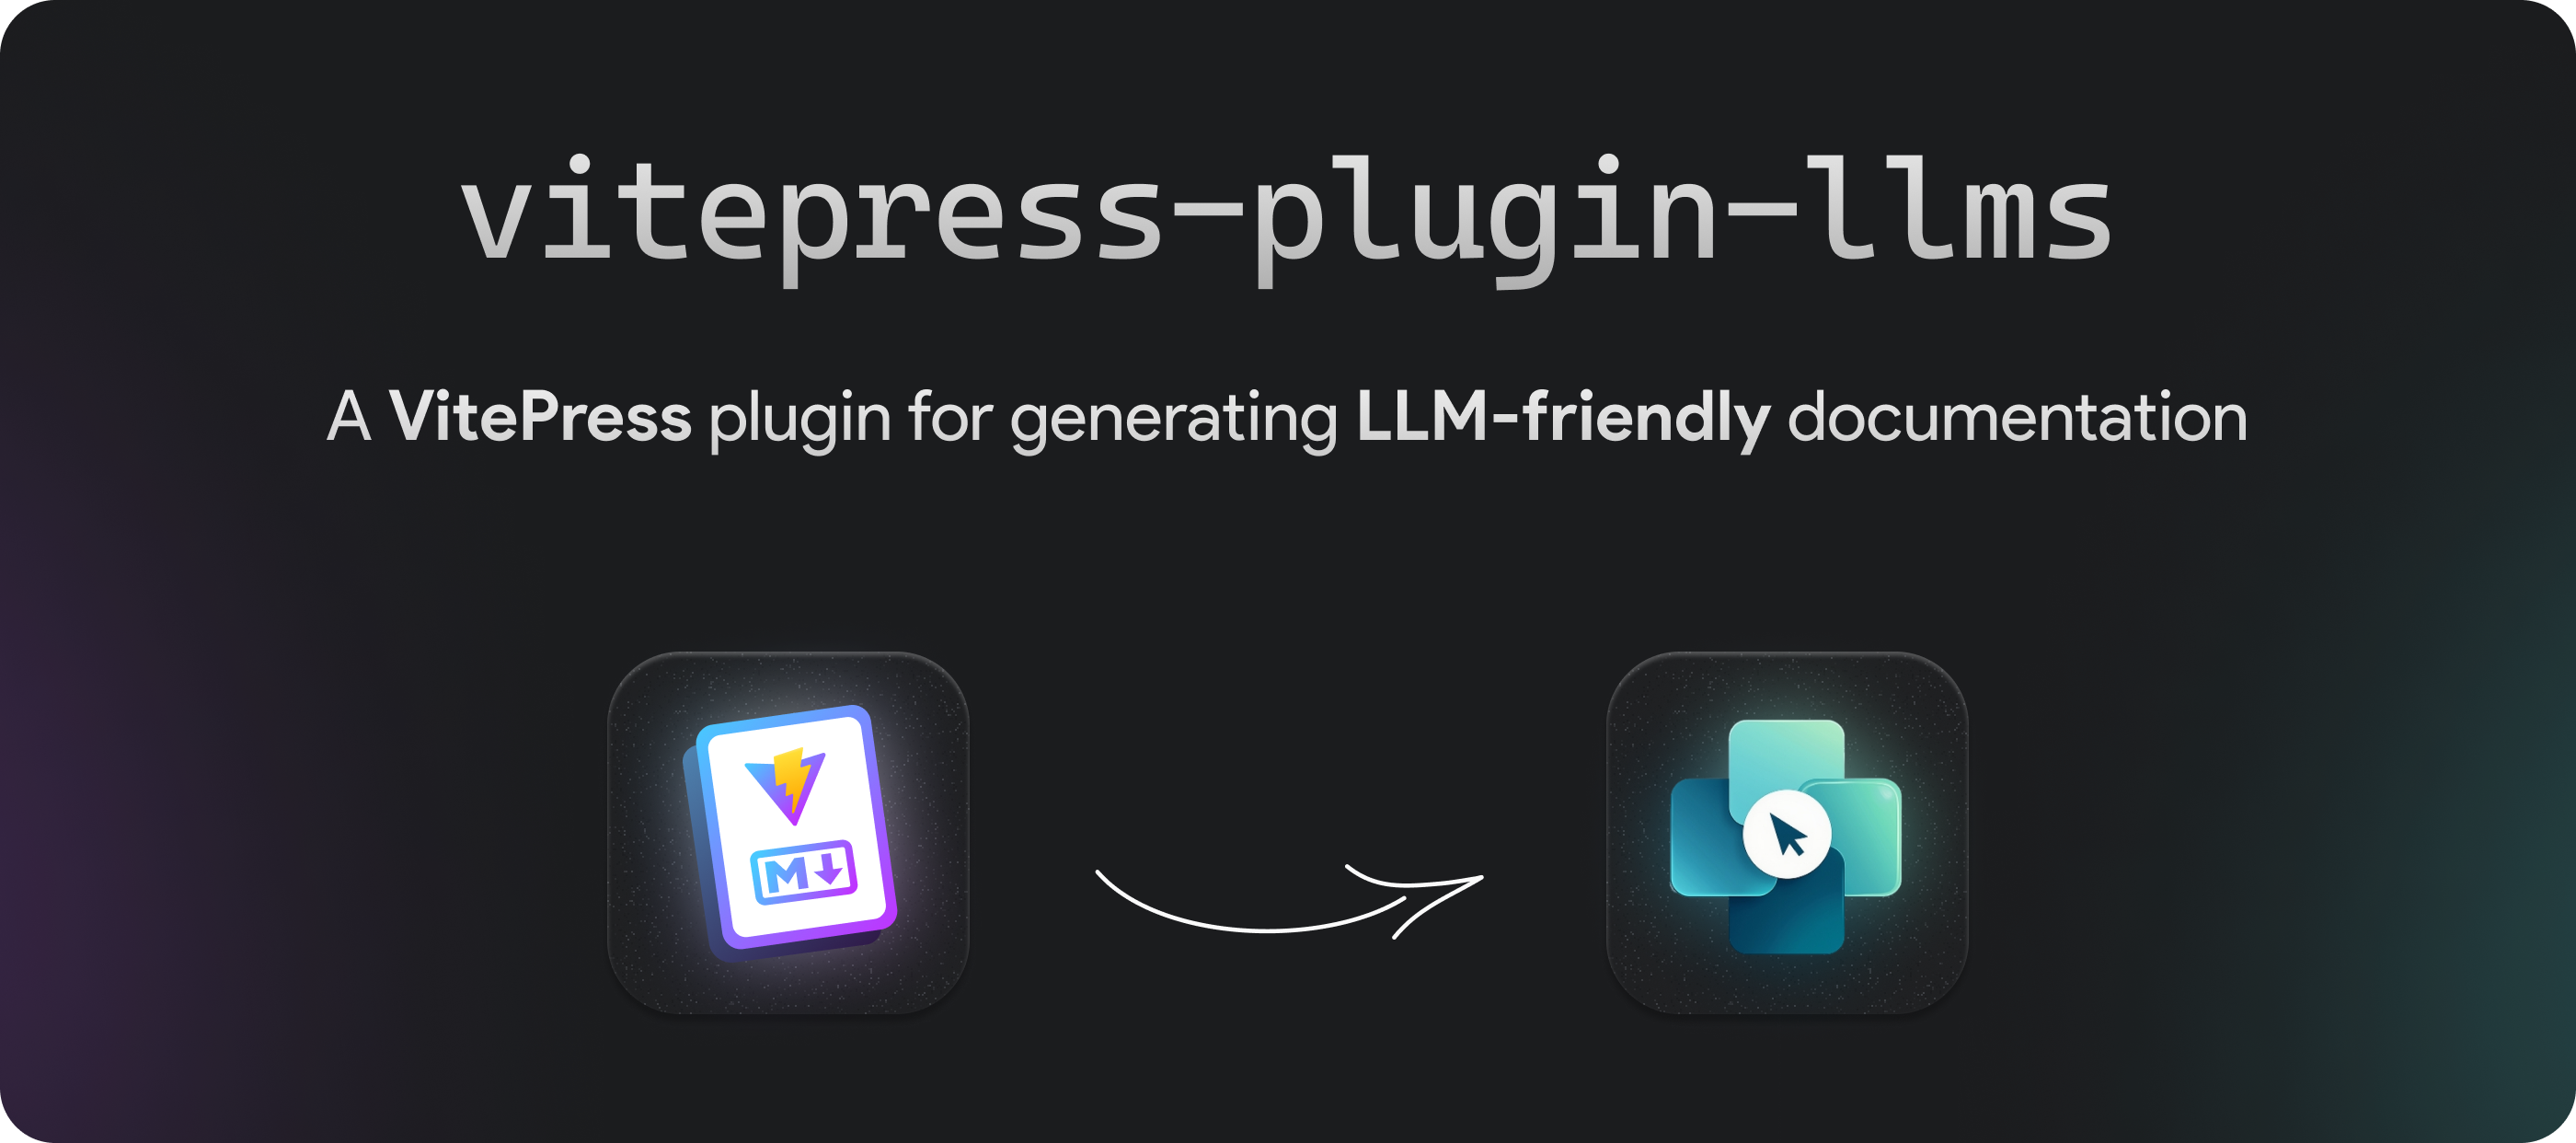 vitepress-plugin-llms
A VitePress plugin for generating LLM-friendly documentation
M